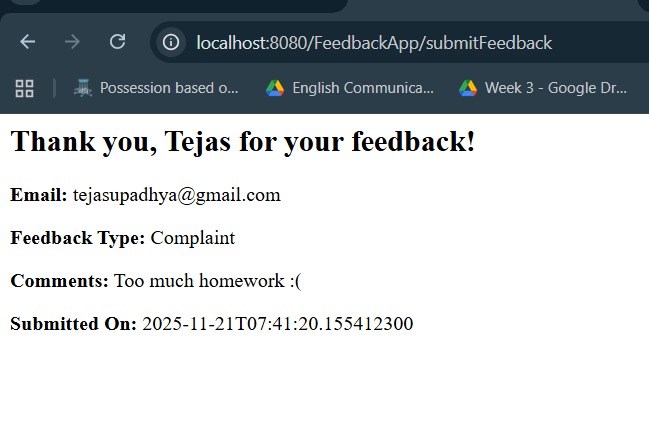 localhost:8080/FeedbackApp/submitFeedback
Possession based o... English Communica... Week 3 - Google Dr...
Thank you, Tejas for your feedback!
Email: tejasupadhya@gmail.com
Feedback Type: Complaint
Comments: Too much homework :(
Submitted On: 2025-11-21T07:41:20.155412300